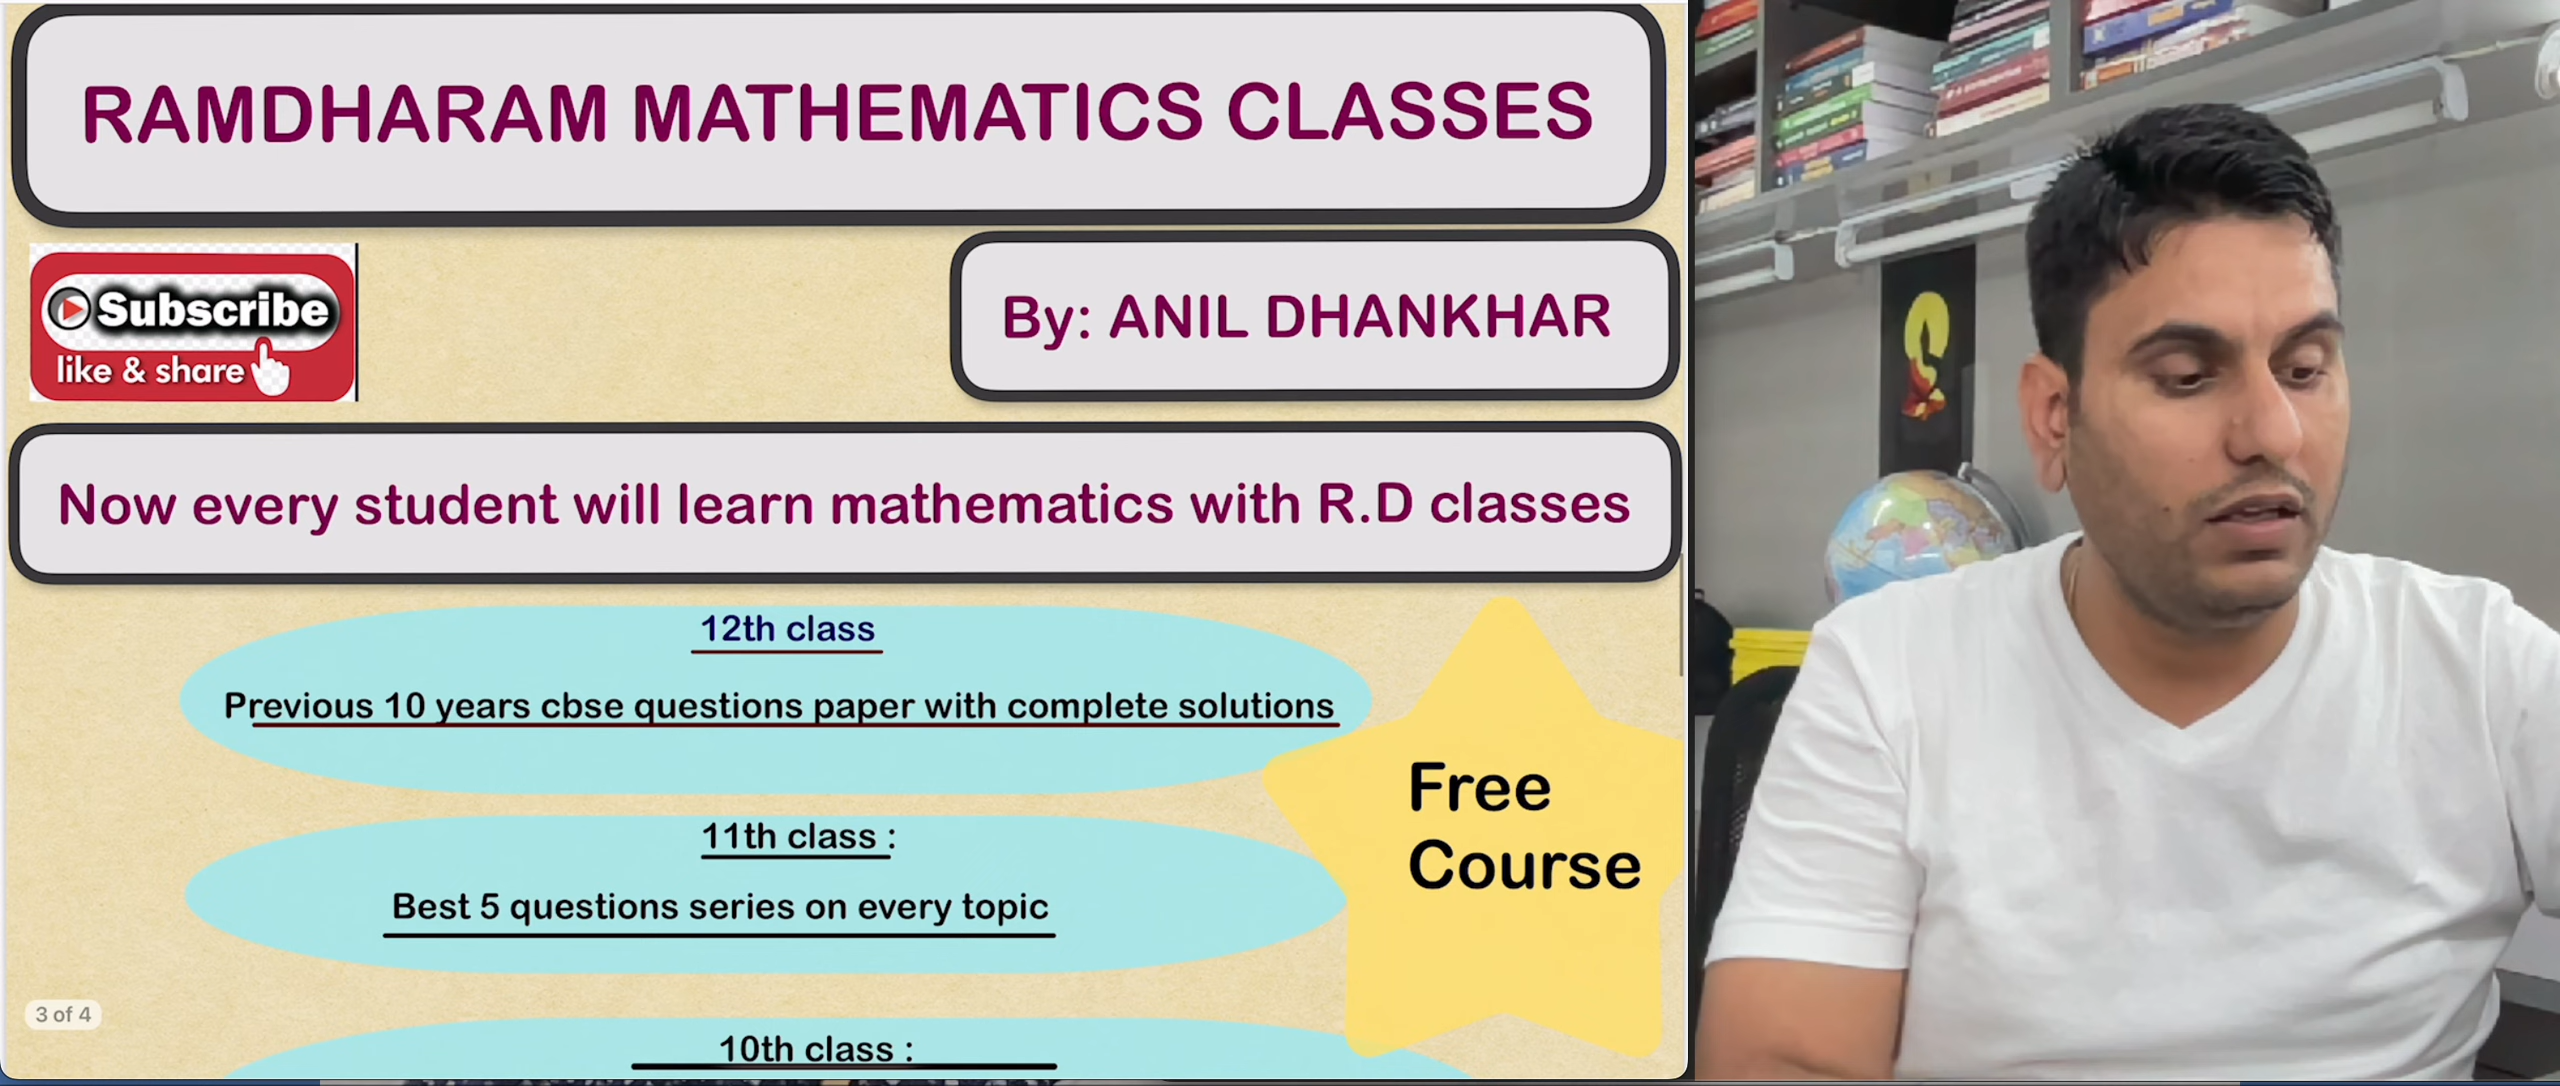 RAMDHARAM MATHEMATICS CLASSES
Subscribe
like & share
By: ANIL DHANKHAR
Now every student will learn mathematics with R.D classes
12th class
Previous 10 years cbse questions paper with complete solutions
11th class :
Best 5 questions series on every topic
Free
Course
3 of 4
10th class :